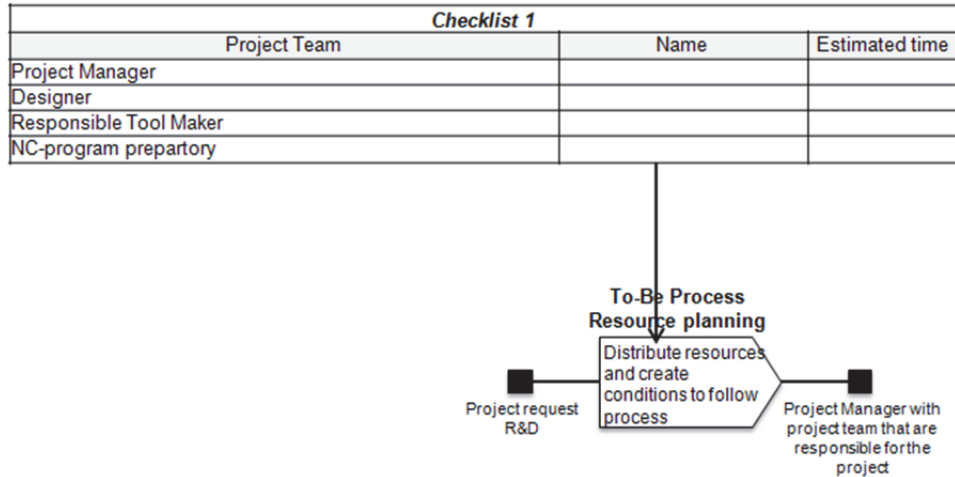 Checklist 1
Project Team Name Estimated time
Project Manager
Designer
Responsible Tool Maker
NC-program prepartory
To-Be Process
Resource planning
Distribute resources
and create
conditions to follow
process
Project request
R&D
Project Manager with
project team that are
responsible for the
project